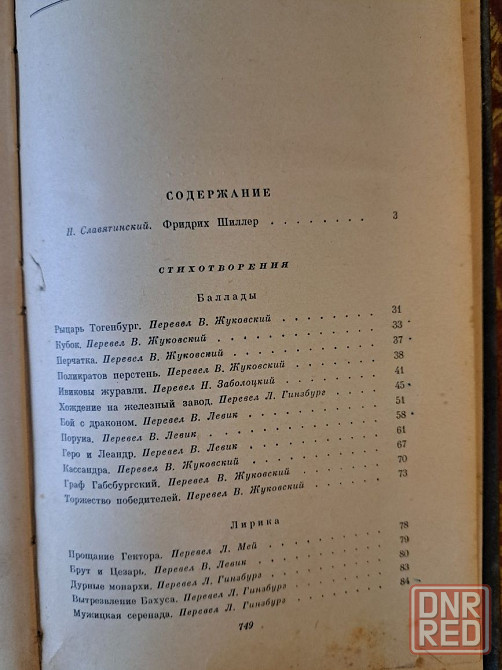 СОДЕРЖАНИЕ
Н. Славятинский. Фридрих Шиллер . . . . . . . . 3
СТИХОТВОРЕНИЯ
Баллады
Рыцарь Тогенбург. Перевел В. Жуковский . . . . . . . 31
Кубок. Перевел В. Жуковский . . . . . . . . . 33
Перчатка. Перевел В. Жуковский . . . . . . . . 37
Поликратов перстень. Перевел В. Жуковский . . . . . 38
Ивиковы журавли. Перевел Н. Заболоцкий . . . . . . 41
Хождение на железный завод. Перевел Л. Гинзбург . . . 45
Бой с драконом. Перевел В. Левик . . . . . . . . 51
Порука. Перевел В. Левик . . . . . . . . . . 58
Геро и Леандр. Перевел В. Левик . . . . . . . . 61
Кассандра. Перевел В. Жуковский . . . . . . . . 67
Граф Габсбургский. Перевел В. Жуковский . . . . . . 70
Торжество победителей. Перевел В. Жуковский . . . . . 73
Лирика
Прощание Гектора. Перевел Л. Мей . . . . . . . . 78
Брут и Цезарь. Перевел В. Левик . . . . . . . . 79
Дурные монархи. Перевел Л. Гинзбург . . . . . . . 80
Вытрезвление Бахуса. Перевел Л. Гинзбург . . . . . . 83
Мужицкая серенада. Перевел Л. Гинзбург . . . . . . 84
749
DNR
RED